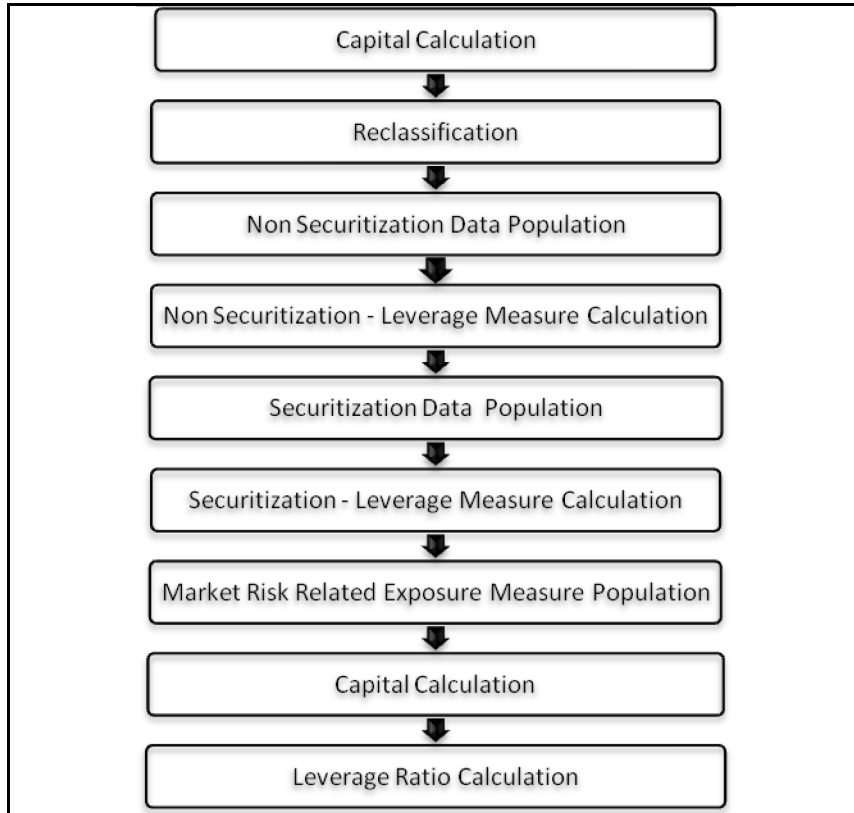 Capital Calculation
Reclassification
Non Securitization Data Population
Non Securitization - Leverage Measure Calculation
Securitization Data Population
Securitization - Leverage Measure Calculation
Market Risk Related Exposure Measure Population
Capital Calculation
Leverage Ratio Calculation